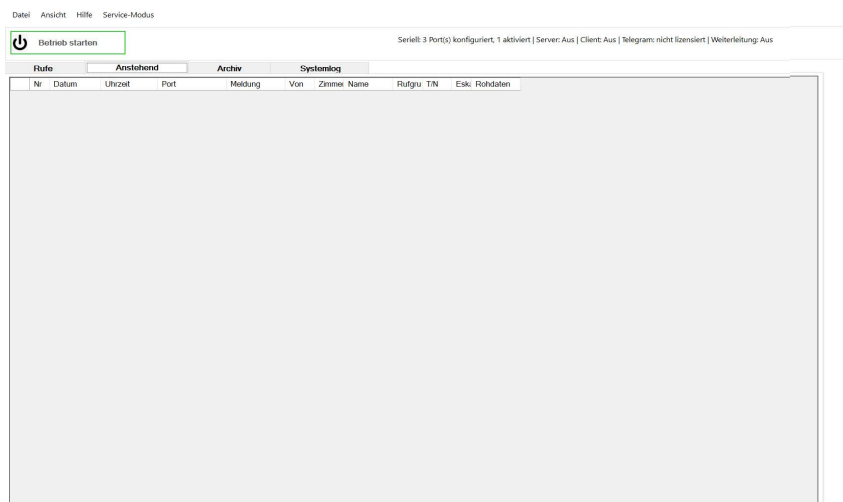 Datei Ansicht Hilfe Service-Modus
Betrieb starten
Seriell: 3 Port(s) konfiguriert, 1 aktiviert | Server: Aus | Client: Aus | Telegram: nicht lizensiert | Weiterleitung: Aus
Rufe Anstehend Archiv Systemlog
Nr Datum Uhrzeit Port Meldung Von Zimmer Name Rufgru T/N Eska Rohdaten